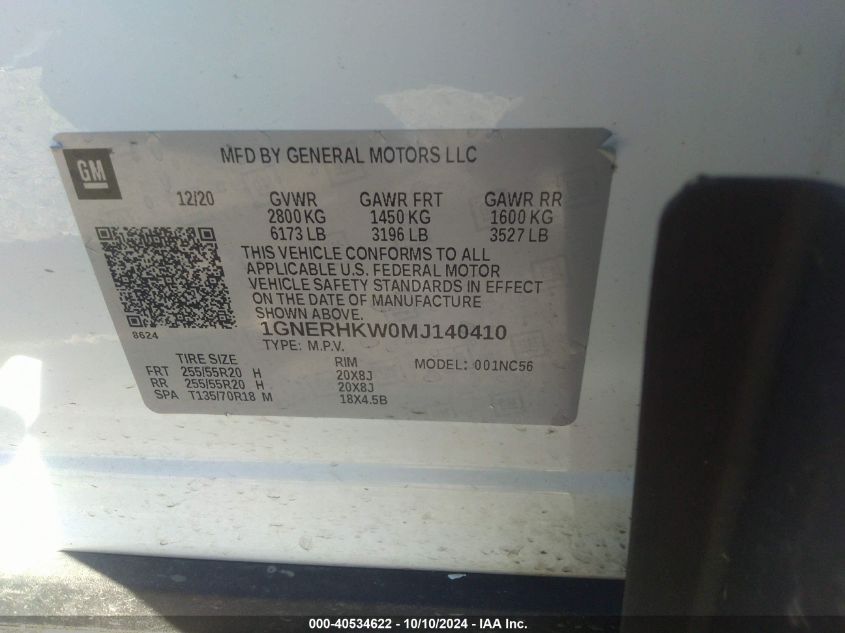 GM
MFD BY GENERAL MOTORS LLC
12/20 GVWR GAWR FRT GAWR RR
2800 KG 1450 KG 1600 KG
6173 LB 3196 LB 3527 LB
THIS VEHICLE CONFORMS TO ALL
APPLICABLE U.S. FEDERAL MOTOR
VEHICLE SAFETY STANDARDS IN EFFECT
ON THE DATE OF MANUFACTURE
SHOWN ABOVE.
8624
1GNERHKW0MJ140410
TYPE: M.P.V. MODEL: 001NC56
TIRE SIZE RIM
FRT 255/55R20 H 20X8J
RR 255/55R20 H 20X8J
SPA T135/70R18 M 18X4.5B
000-40534622 - 10/10/2024 - IAA Inc.